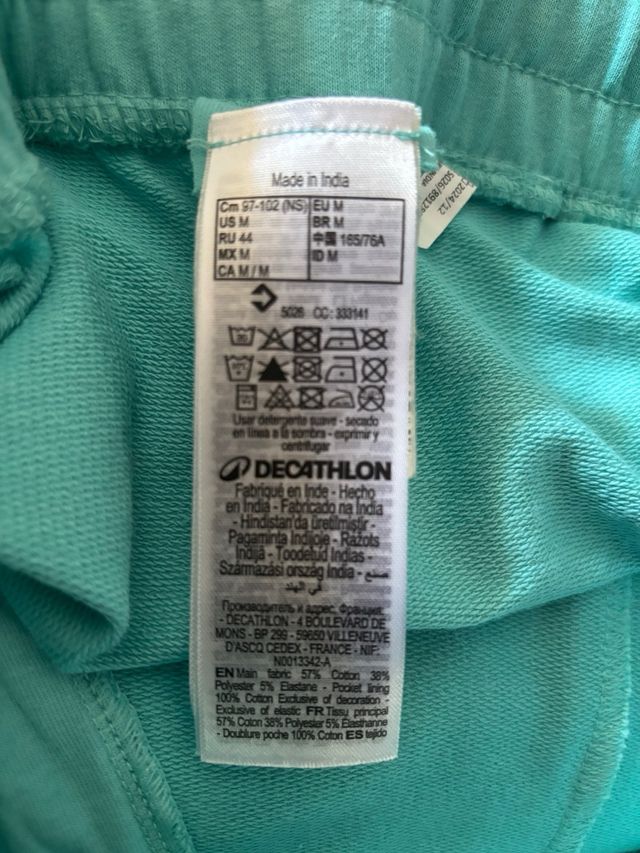 Made in India
Cm 97-102 (NS) EU M
US M BR M
RU 44 中国 165/76A
MX M ID M
CA M / M
5026 CC: 333141
Usar detergente suave - secado
en línea a la sombra - exprimir y
centrifugar
DECATHLON
Fabriqué en Inde - Hecho
en India - Fabricado na Índia
- Hindistan'da üretilmiştir -
Pagaminta Indijoje - Ražots
Indijā - Toodetud Indias -
Származási ország India - صنع
في الهند
Производитель и адрес, Франция,
- DECATHLON - 4 BOULEVARD DE
MONS - BP 299 - 59650 VILLENEUVE
D'ASCQ CEDEX - FRANCE - NIF:
N0013342-A
EN Main fabric 57% Cotton 38%
Polyester 5% Elastane - Pocket lining
100% Cotton Exclusive of decoration -
Exclusive of elastic FR Tissu principal
57% Coton 38% Polyester 5% Élasthanne
- Doublure poche 100% Coton ES tejido
2024/12